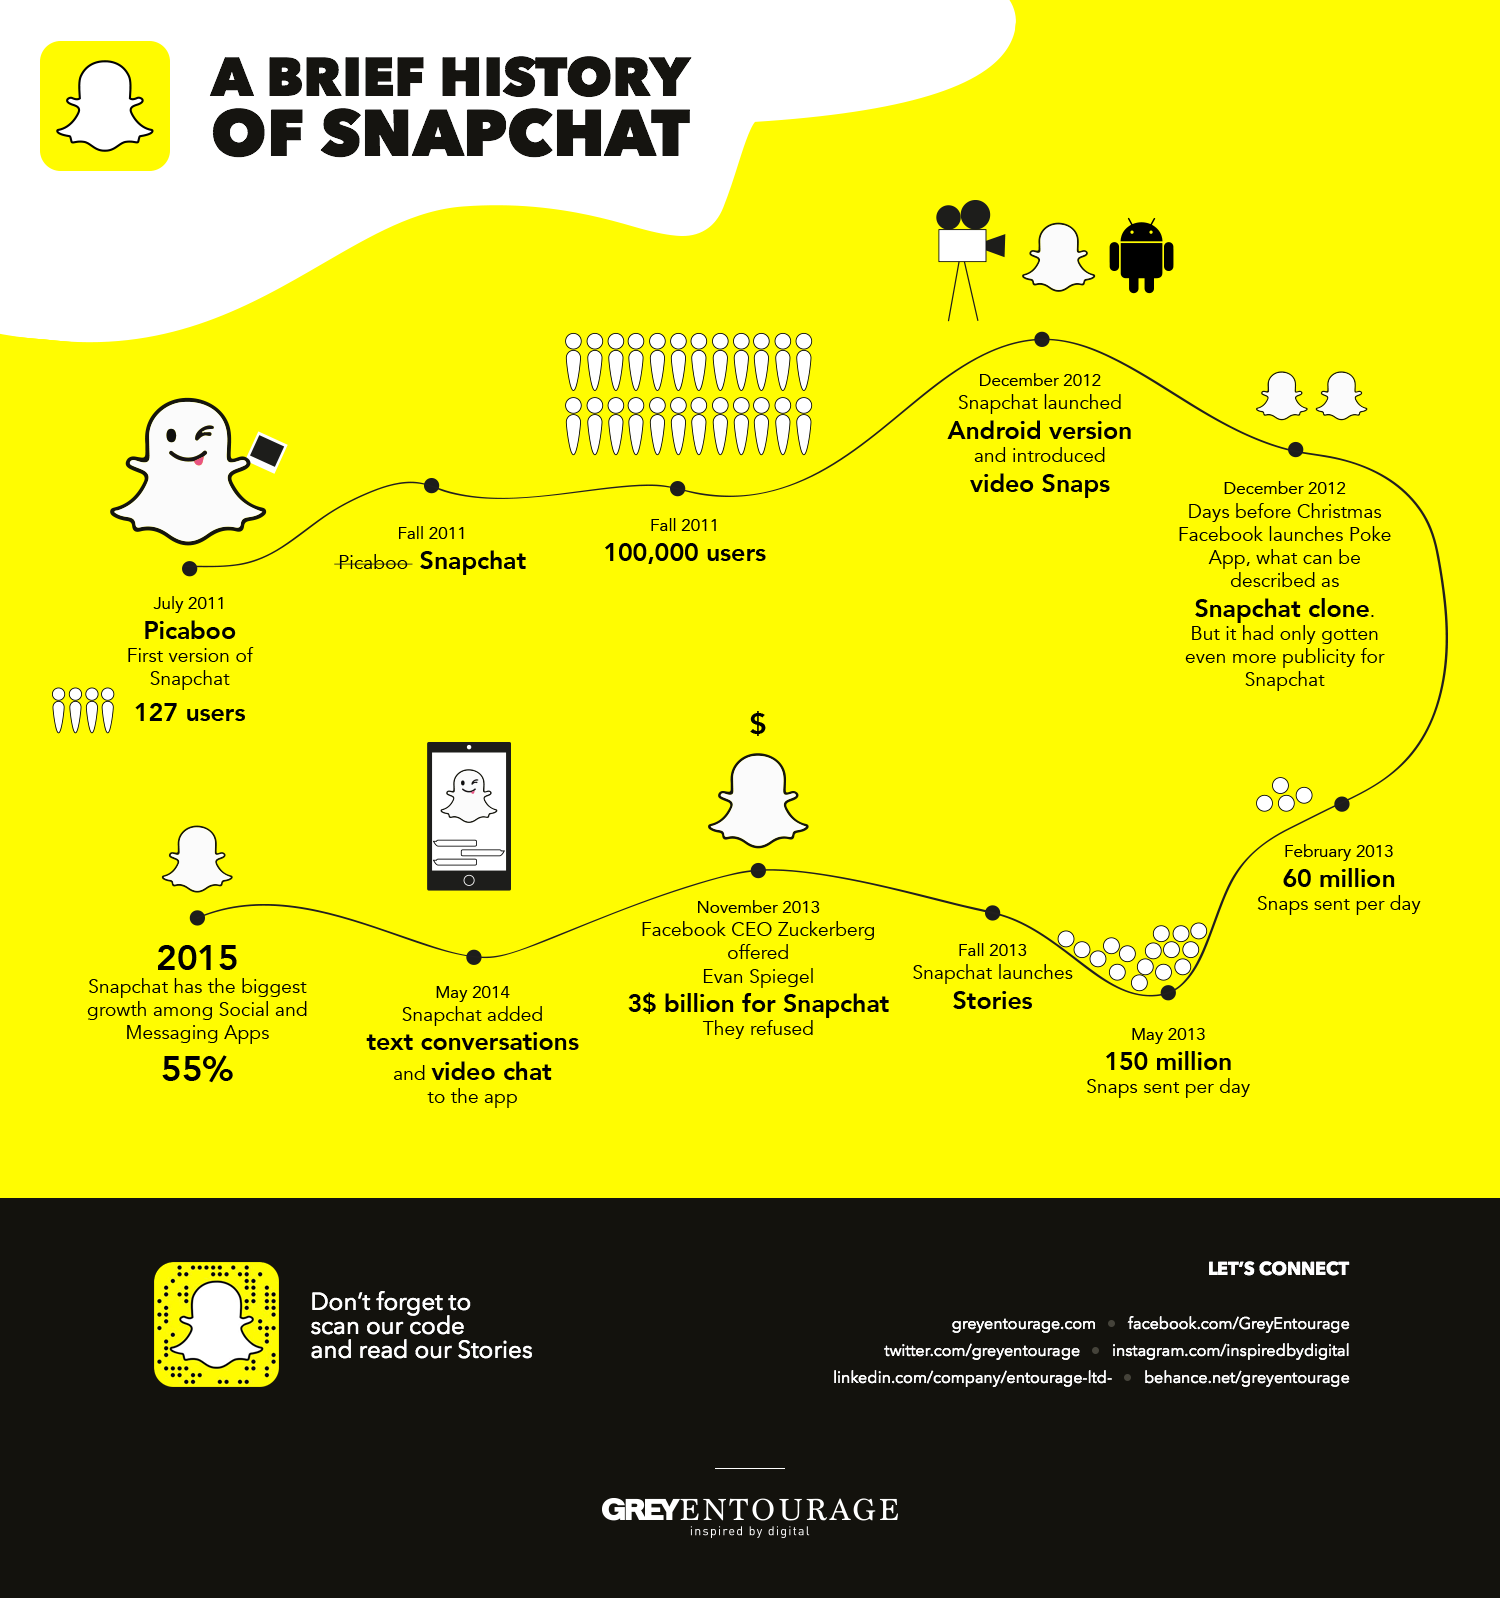 A BRIEF HISTORY
OF SNAPCHAT
July 2011
Picaboo
First version of
Snapchat
127 users
Fall 2011
Picaboo Snapchat
Fall 2011
100,000 users
December 2012
Snapchat launched
Android version
and introduced
video Snaps
December 2012
Days before Christmas
Facebook launches Poke
App, what can be
described as
Snapchat clone.
But it had only gotten
even more publicity for
Snapchat
February 2013
60 million
Snaps sent per day
May 2013
150 million
Snaps sent per day
Fall 2013
Snapchat launches
Stories
$
November 2013
Facebook CEO Zuckerberg
offered
Evan Spiegel
3$ billion for Snapchat
They refused
May 2014
Snapchat added
text conversations
and video chat
to the app
2015
Snapchat has the biggest
growth among Social and
Messaging Apps
55%
Don't forget to
scan our code
and read our Stories
LET'S CONNECT
greyentourage.com • facebook.com/GreyEntourage
twitter.com/greyentourage • instagram.com/inspiredbydigital
linkedin.com/company/entourage-ltd- • behance.net/greyentourage
GREYENTOURAGE
inspired by digital